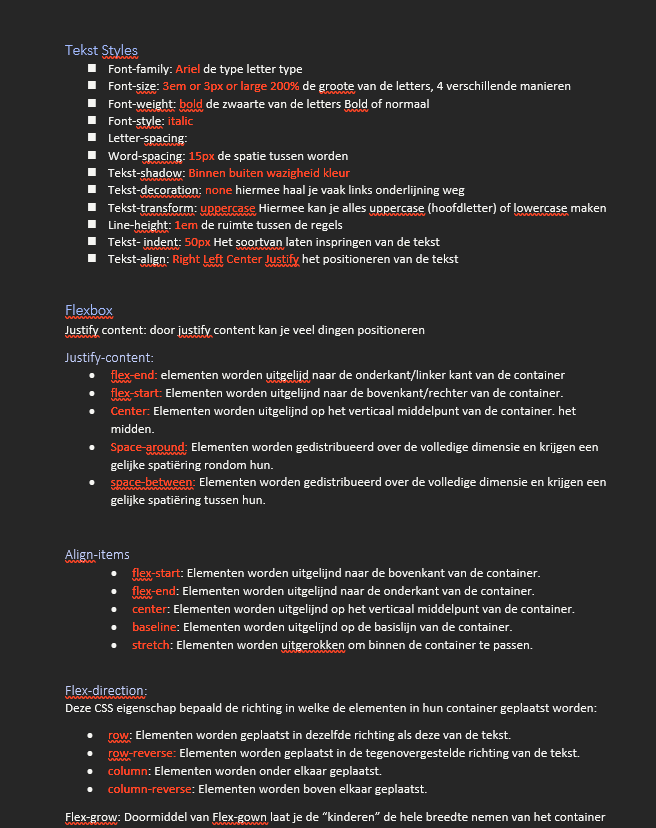 Tekst Styles
Font-family: Ariel de type letter type
Font-size: 3em or 3px or large 200% de groote van de letters, 4 verschillende manieren
Font-weight: bold de zwaarte van de letters Bold of normaal
Font-style: italic
Letter-spacing:
Word-spacing: 15px de spatie tussen worden
Tekst-shadow: Binnen buiten wazigheid kleur
Tekst-decoration: none hiermee haal je vaak links onderlijning weg
Tekst-transform: uppercase Hiermee kan je alles uppercase (hoofdletter) of lowercase maken
Line-height: 1em de ruimte tussen de regels
Tekst- indent: 50px Het soortvan laten inspringen van de tekst
Tekst-align: Right Left Center Justify het positioneren van de tekst
Flexbox
Justify content: door justify content kan je veel dingen positioneren
Justify-content:
flex-end: elementen worden uitgelijd naar de onderkant/linker kant van de container
flex-start: Elementen worden uitgelijnd naar de bovenkant/rechter van de container.
Center: Elementen worden uitgelijnd op het verticaal middelpunt van de container. het
midden.
Space-around: Elementen worden gedistribueerd over de volledige dimensie en krijgen een
gelijke spatiëring rondom hun.
space-between: Elementen worden gedistribueerd over de volledige dimensie en krijgen een
gelijke spatiëring tussen hun.
Align-items
flex-start: Elementen worden uitgelijnd naar de bovenkant van de container.
flex-end: Elementen worden uitgelijnd naar de onderkant van de container.
center: Elementen worden uitgelijnd op het verticaal middelpunt van de container.
baseline: Elementen worden uitgelijnd op de basislijn van de container.
stretch: Elementen worden uitgerokken om binnen de container te passen.
Flex-direction:
Deze CSS eigenschap bepaald de richting in welke de elementen in hun container geplaatst worden:
row: Elementen worden geplaatst in dezelfde richting als deze van de tekst.
row-reverse: Elementen worden geplaatst in de tegenovergestelde richting van de tekst.
column: Elementen worden onder elkaar geplaatst.
column-reverse: Elementen worden boven elkaar geplaatst.
Flex-grow: Doormiddel van Flex-gown laat je de “kinderen” de hele breedte nemen van het container